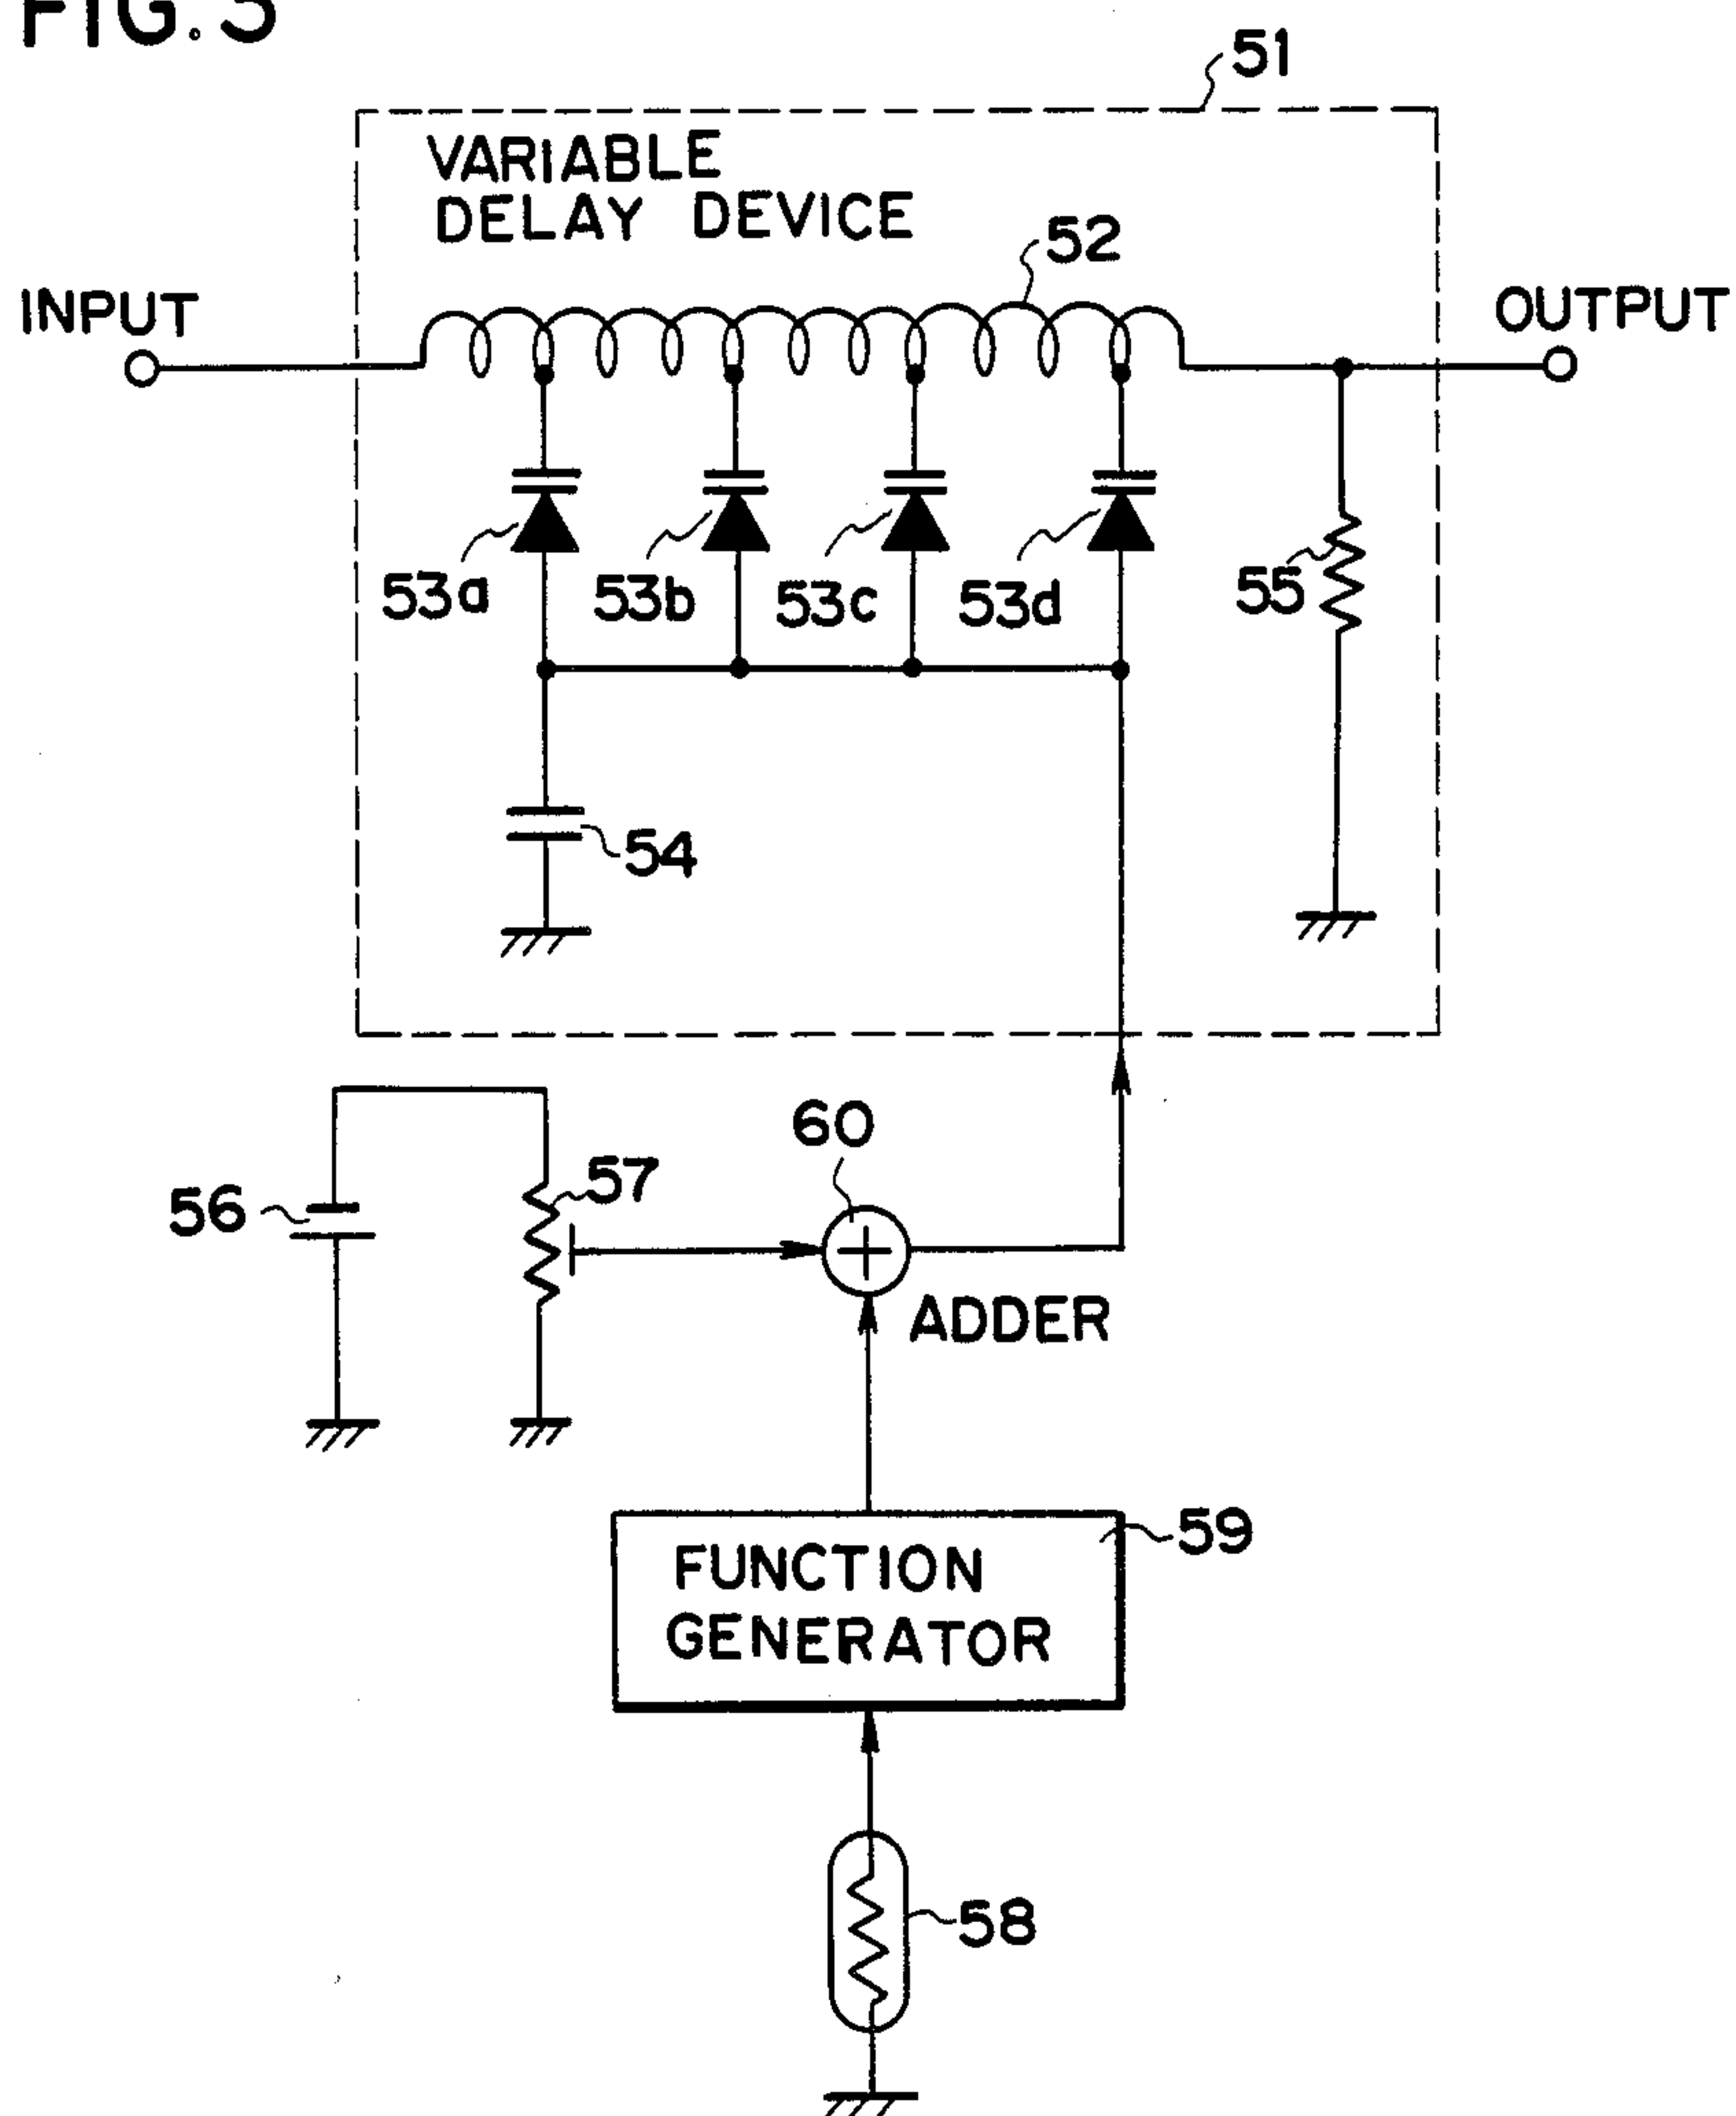 FIG. 5
51
VARIABLE
DELAY DEVICE
52
INPUT
OUTPUT
53a
53b
53c
53d
55
54
60
56
57
ADDER
FUNCTION
GENERATOR
59
58